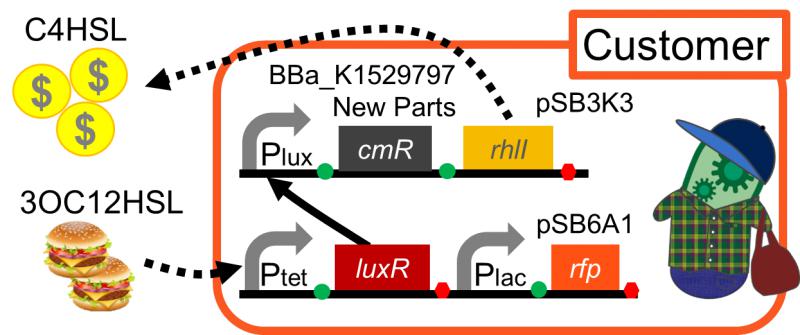 C4HSL
$
$
$
Customer
BBa_K1529797
New Parts
pSB3K3
Plux
cmR
rhlI
3OC12HSL
pSB6A1
Ptet
luxR
Plac
rfp